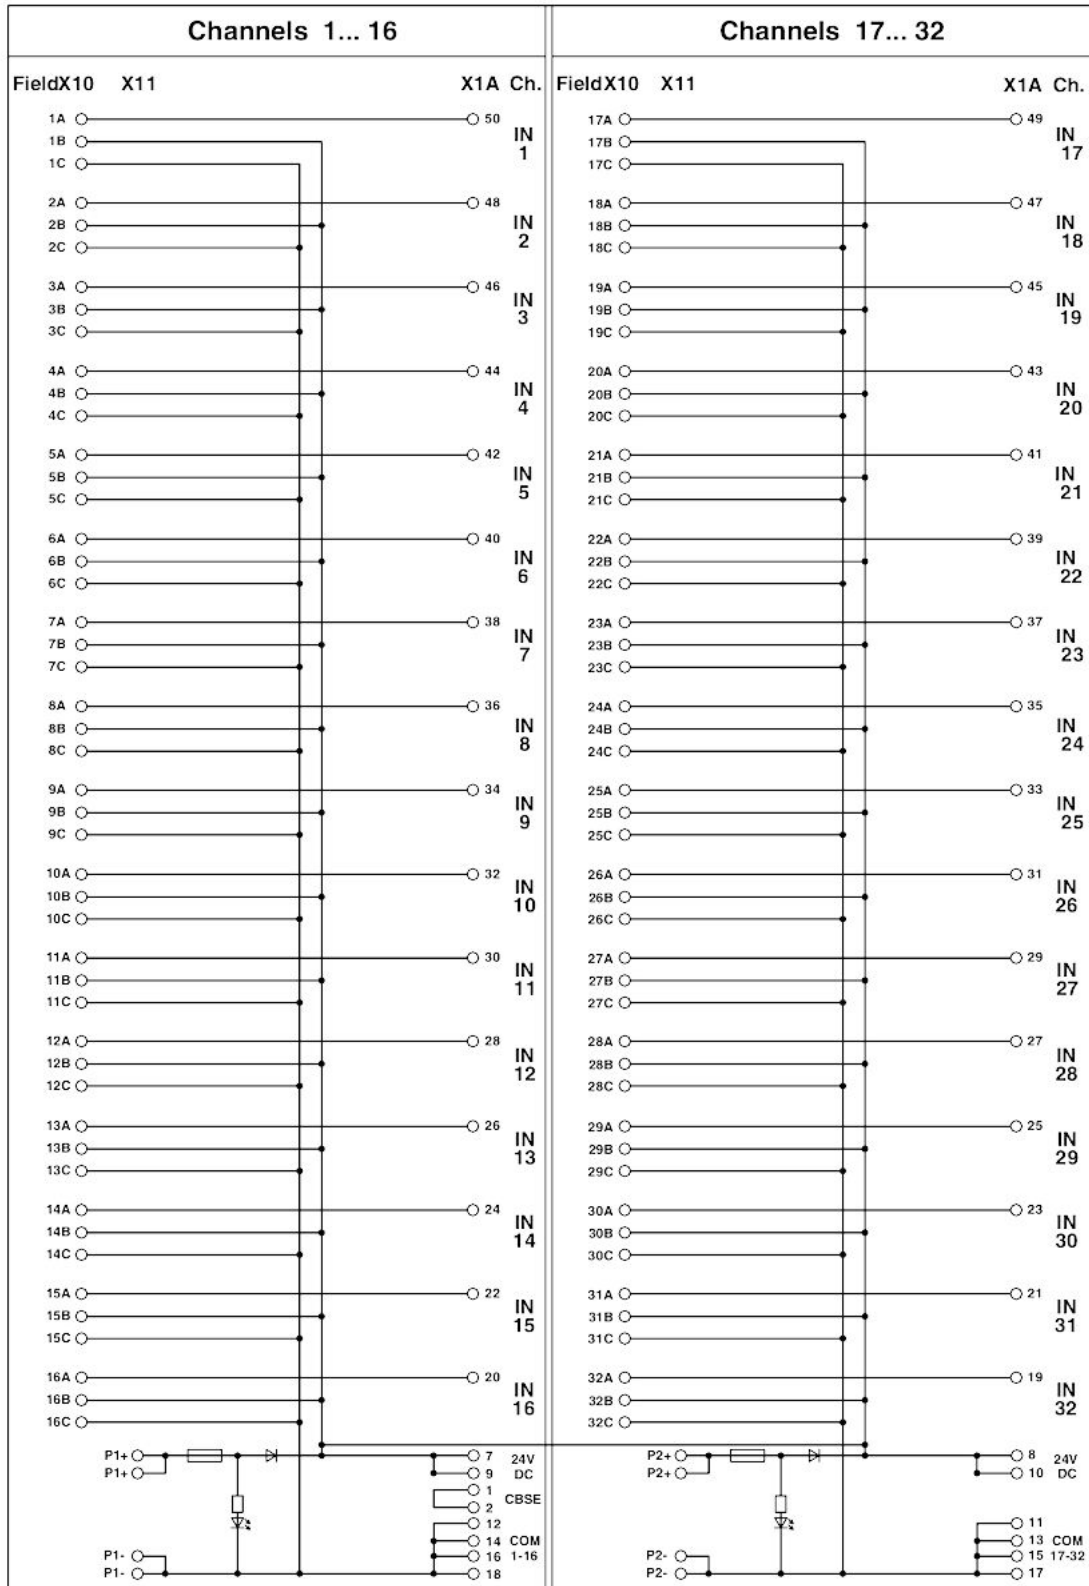 Channels 1... 16
FieldX10 X11 X1A Ch.
1A 50
1B
1C
IN
1
2A 48
2B
2C
IN
2
3A 46
3B
3C
IN
3
4A 44
4B
4C
IN
4
5A 42
5B
5C
IN
5
6A 40
6B
6C
IN
6
7A 38
7B
7C
IN
7
8A 36
8B
8C
IN
8
9A 34
9B
9C
IN
9
10A 32
10B
10C
IN
10
11A 30
11B
11C
IN
11
12A 28
12B
12C
IN
12
13A 26
13B
13C
IN
13
14A 24
14B
14C
IN
14
15A 22
15B
15C
IN
15
16A 20
16B
16C
IN
16
P1+ 7 24V
P1+ 9 DC
1
2 CBSE
12
14 COM
P1- 16 1-16
P1- 18
Channels 17... 32
FieldX10 X11 X1A Ch.
17A 49
17B
17C
IN
17
18A 47
18B
18C
IN
18
19A 45
19B
19C
IN
19
20A 43
20B
20C
IN
20
21A 41
21B
21C
IN
21
22A 39
22B
22C
IN
22
23A 37
23B
23C
IN
23
24A 35
24B
24C
IN
24
25A 33
25B
25C
IN
25
26A 31
26B
26C
IN
26
27A 29
27B
27C
IN
27
28A 27
28B
28C
IN
28
29A 25
29B
29C
IN
29
30A 23
30B
30C
IN
30
31A 21
31B
31C
IN
31
32A 19
32B
32C
IN
32
P2+ 8 24V
P2+ 10 DC
11
13 COM
P2- 15 17-32
P2- 17